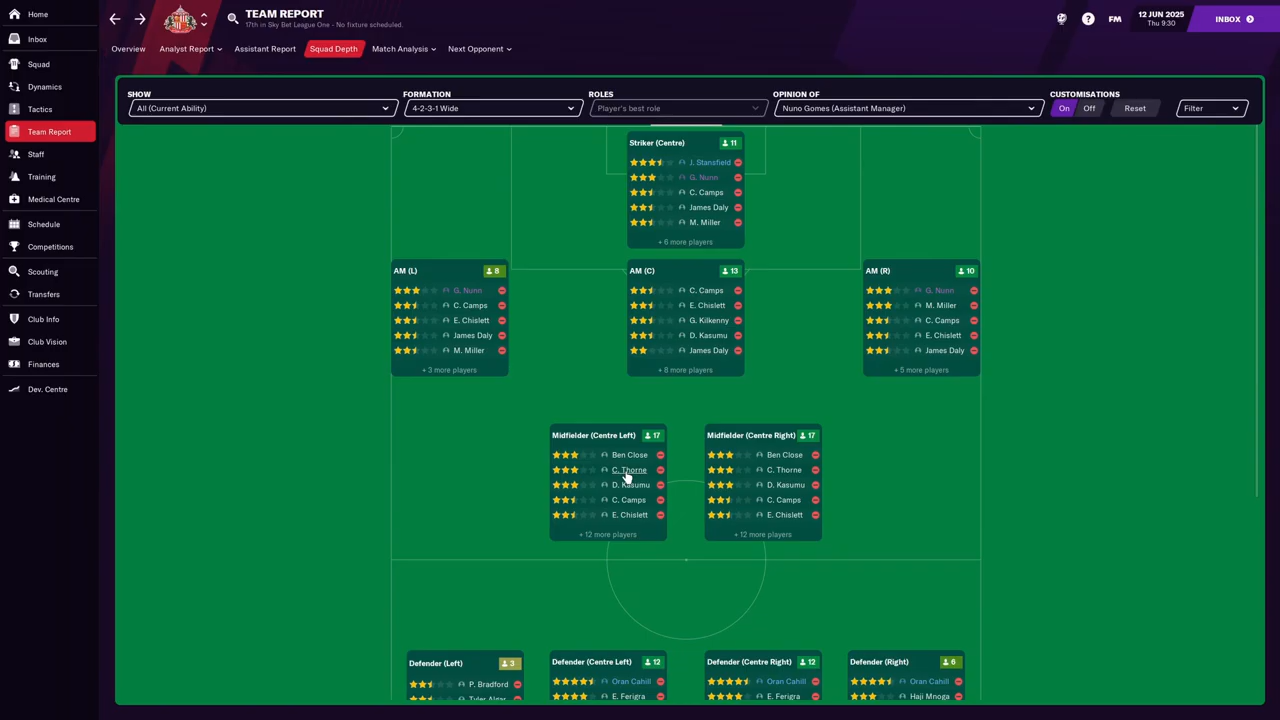 Home
Inbox
Squad
Dynamics
Tactics
Team Report
Staff
Training
Medical Centre
Schedule
Competitions
Scouting
Transfers
Club Info
Club Vision
Finances
Dev. Centre
TEAM REPORT
17th in Sky Bet League One - No fixture scheduled.
FM
12 JUN 2025
Thu 9:30
INBOX
Overview
Analyst Report
Assistant Report
Squad Depth
Match Analysis
Next Opponent
SHOW
All (Current Ability)
FORMATION
4-2-3-1 Wide
ROLES
Player's best role
OPINION OF
Nuno Gomes (Assistant Manager)
CUSTOMISATIONS
On
Off
Reset
Filter
Striker (Centre) 11
J. Stansfield
G. Nunn
C. Camps
James Daly
M. Miller
+ 6 more players
AM (L) 8
G. Nunn
C. Camps
E. Chislett
James Daly
M. Miller
+ 3 more players
AM (C) 13
C. Camps
E. Chislett
G. Kilkenny
D. Kasumu
James Daly
+ 8 more players
AM (R) 10
G. Nunn
M. Miller
C. Camps
E. Chislett
James Daly
+ 5 more players
Midfielder (Centre Left) 17
Ben Close
C. Thorne
D. Kasumu
C. Camps
E. Chislett
+ 12 more players
Midfielder (Centre Right) 17
Ben Close
C. Thorne
D. Kasumu
C. Camps
E. Chislett
+ 12 more players
Defender (Left) 3
P. Bradford
Defender (Centre Left) 12
Oran Cahill
E. Ferigra
Defender (Centre Right) 12
Oran Cahill
E. Ferigra
Defender (Right) 6
Oran Cahill
Haji Mnoga